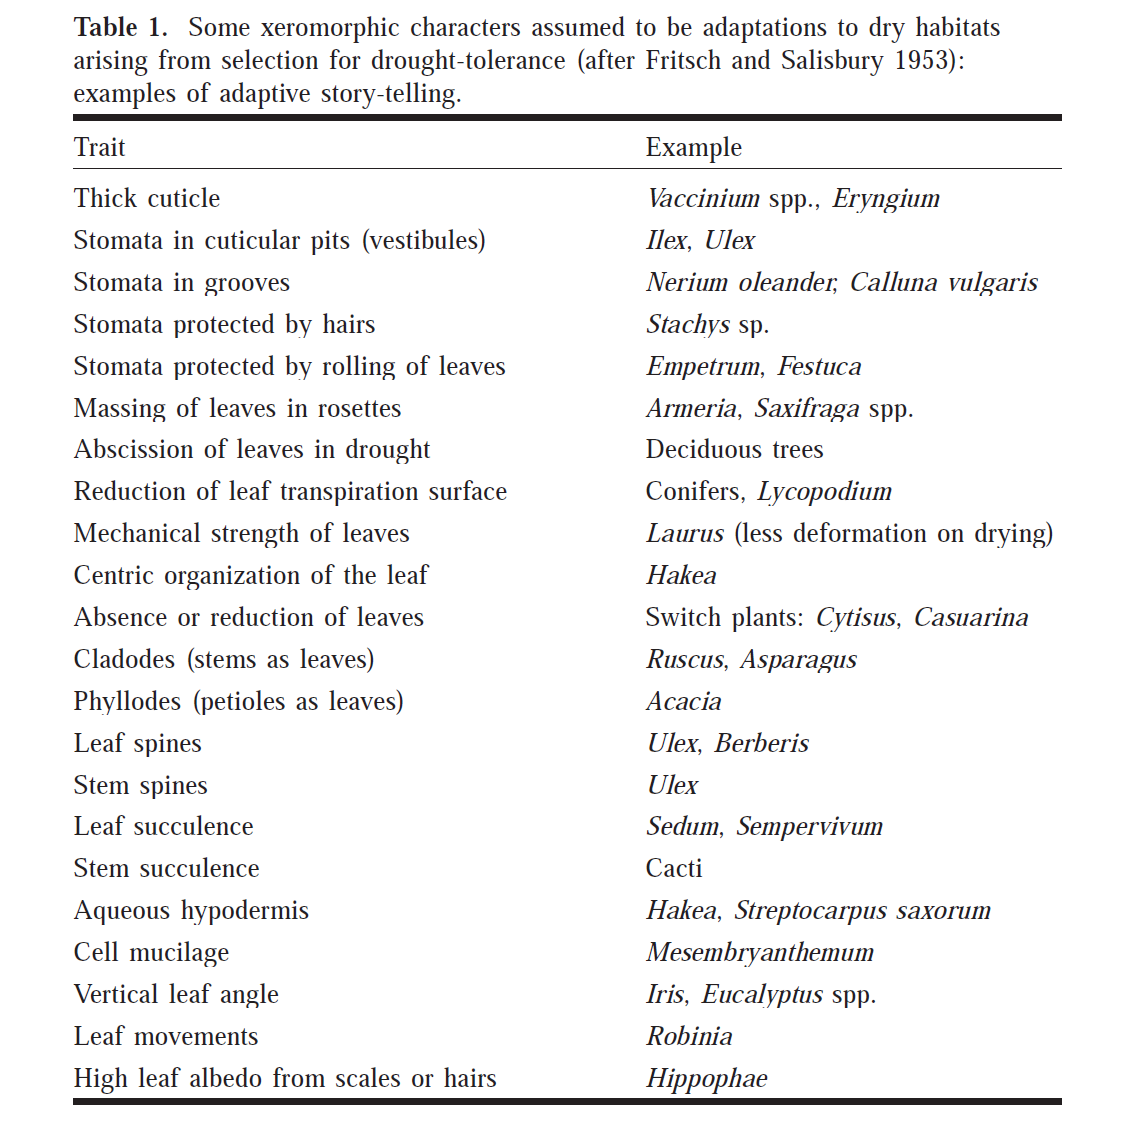 Table 1. Some xeromorphic characters assumed to be adaptations to dry habitats
arising from selection for drought-tolerance (after Fritsch and Salisbury 1953):
examples of adaptive story-telling.
Trait Example
Thick cuticle Vaccinium spp., Eryngium
Stomata in cuticular pits (vestibules) Ilex, Ulex
Stomata in grooves Nerium oleander, Calluna vulgaris
Stomata protected by hairs Stachys sp.
Stomata protected by rolling of leaves Empetrum, Festuca
Massing of leaves in rosettes Armeria, Saxifraga spp.
Abscission of leaves in drought Deciduous trees
Reduction of leaf transpiration surface Conifers, Lycopodium
Mechanical strength of leaves Laurus (less deformation on drying)
Centric organization of the leaf Hakea
Absence or reduction of leaves Switch plants: Cytisus, Casuarina
Cladodes (stems as leaves) Ruscus, Asparagus
Phyllodes (petioles as leaves) Acacia
Leaf spines Ulex, Berberis
Stem spines Ulex
Leaf succulence Sedum, Sempervivum
Stem succulence Cacti
Aqueous hypodermis Hakea, Streptocarpus saxorum
Cell mucilage Mesembryanthemum
Vertical leaf angle Iris, Eucalyptus spp.
Leaf movements Robinia
High leaf albedo from scales or hairs Hippophae